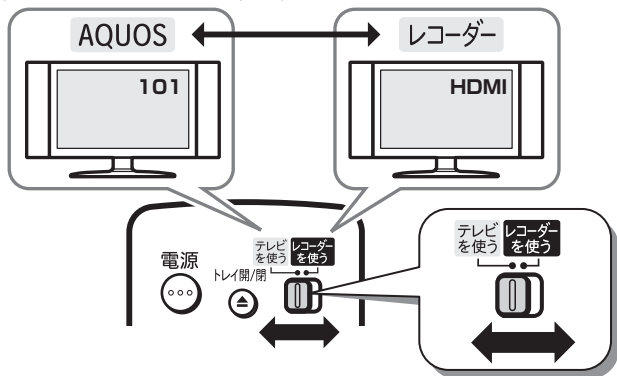 AQUOS
レコーダー
101
HDMI
テレビ
を使う
レコーダー
を使う
電源
トレイ開/閉
テレビ
を使う
レコーダー
を使う